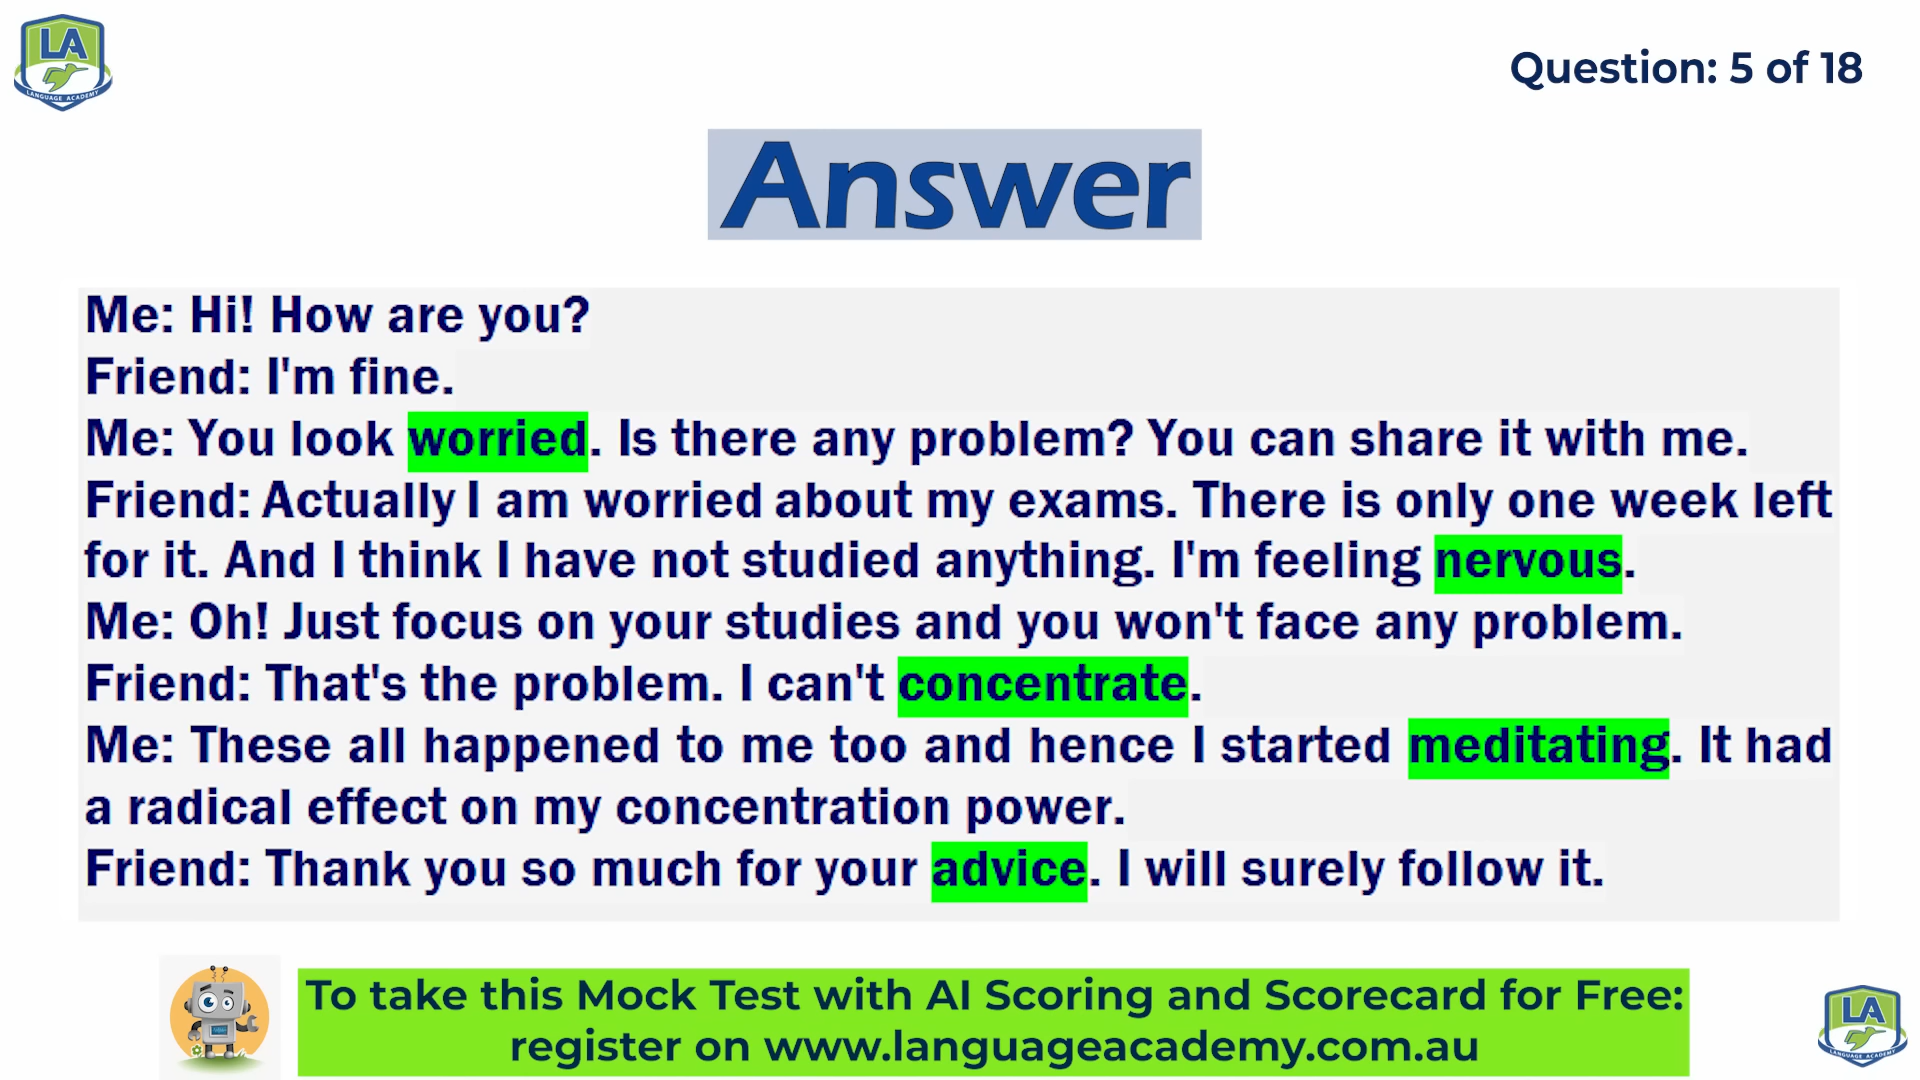 LA
LANGUAGE ACADEMY
Question: 5 of 18
Answer
Me: Hi! How are you?
Friend: I'm fine.
Me: You look worried. Is there any problem? You can share it with me.
Friend: Actually I am worried about my exams. There is only one week left
for it. And I think I have not studied anything. I'm feeling nervous.
Me: Oh! Just focus on your studies and you won't face any problem.
Friend: That's the problem. I can't concentrate.
Me: These all happened to me too and hence I started meditating. It had
a radical effect on my concentration power.
Friend: Thank you so much for your advice. I will surely follow it.
To take this Mock Test with AI Scoring and Scorecard for Free:
register on www.languageacademy.com.au
LA
LANGUAGE ACADEMY